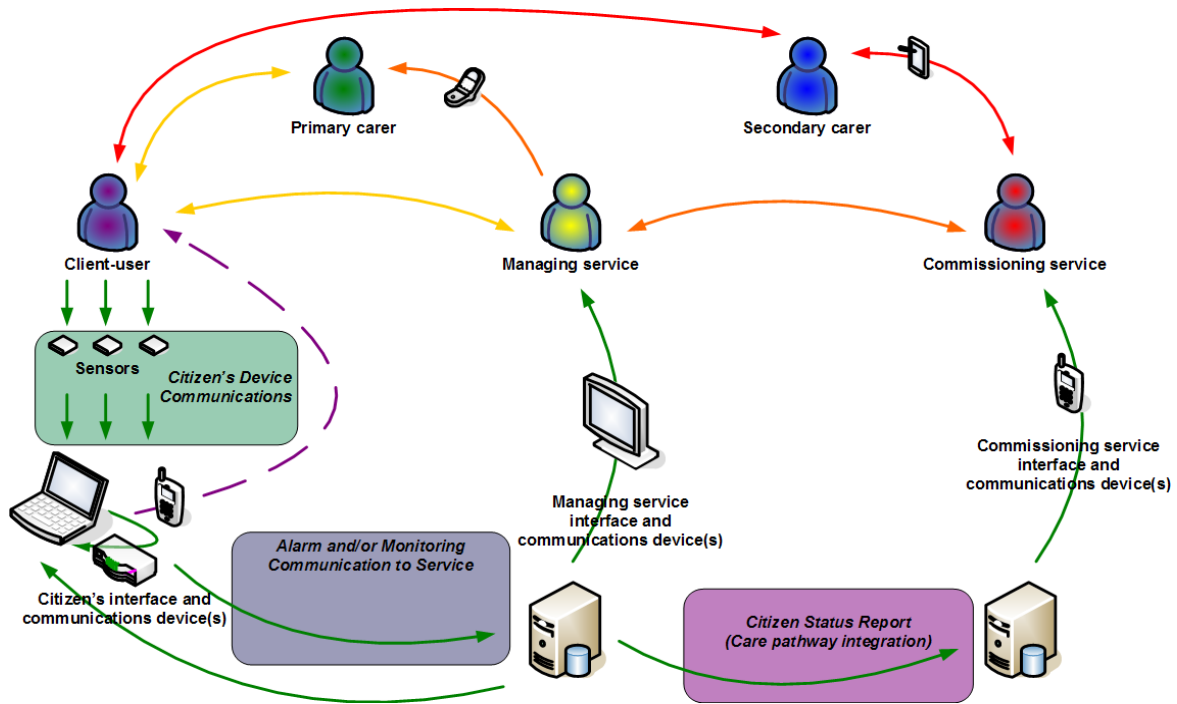 Primary carer
Secondary carer
Client-user
Managing service
Commissioning service
Sensors
Citizen's Device
Communications
Commissioning service
interface and
communications device(s)
Managing service
interface and
communications device(s)
Alarm and/or Monitoring
Communication to Service
Citizen's interface and
communications device(s)
Citizen Status Report
(Care pathway integration)